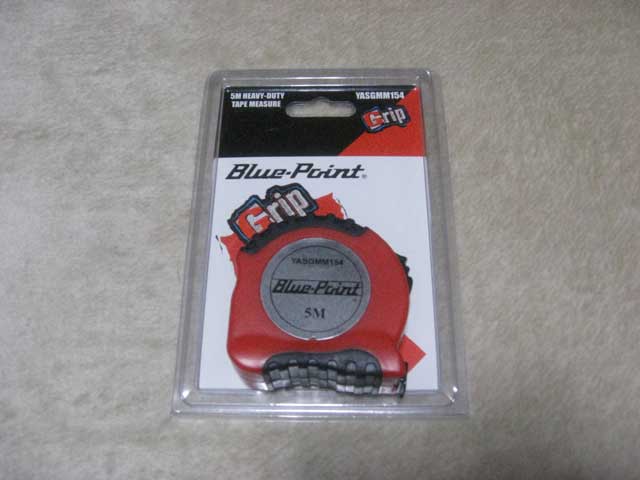 5M HEAVY-DUTY
TAPE MEASURE
YASGMM154
Grip
Blue-Point®
Grip
YASGMM154
Blue-Point
5M